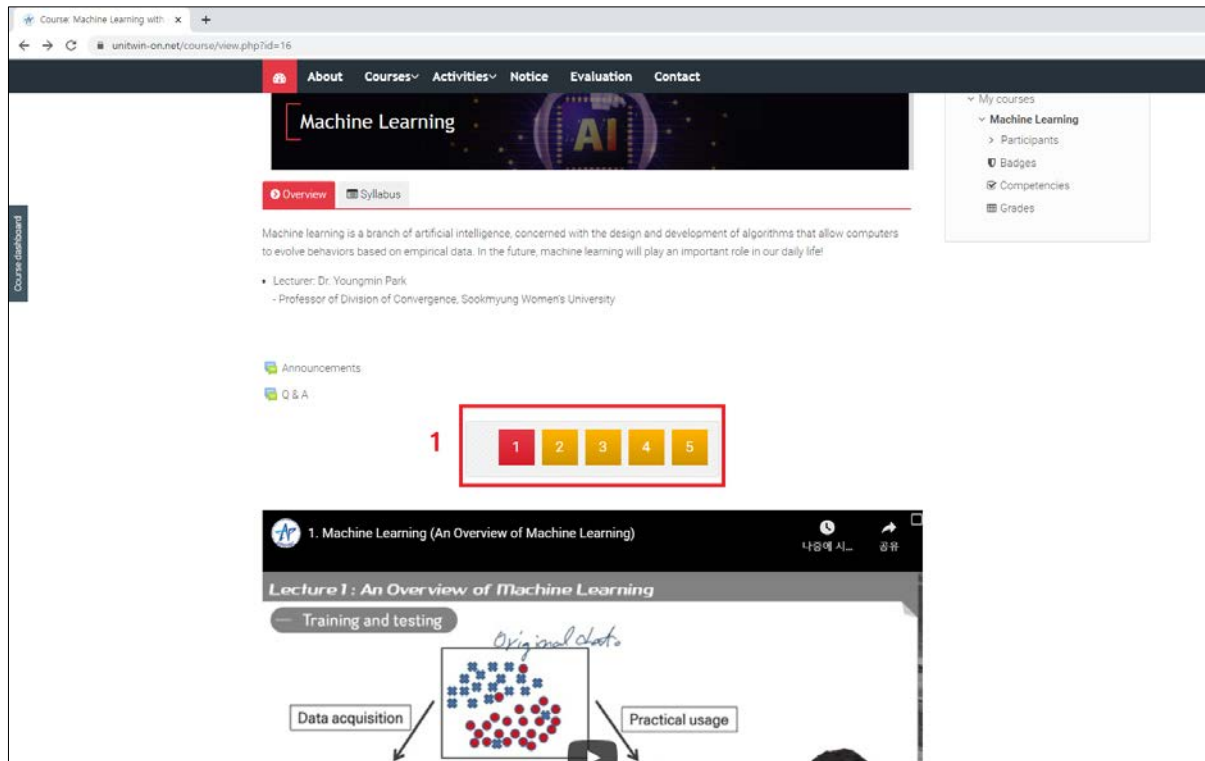 Course: Machine Learning with
unitwin-on.net/course/view.php?id=16
About Courses Activities Notice Evaluation Contact
Machine Learning
AI
My courses
Machine Learning
Participants
Badges
Competencies
Grades
Overview Syllabus
Course dashboard
Machine learning is a branch of artificial intelligence, concerned with the design and development of algorithms that allow computers
to evolve behaviors based on empirical data. In the future, machine learning will play an important role in our daily life!
Lecturer: Dr. Youngmin Park
- Professor of Division of Convergence, Sookmyung Women's University
Announcements
Q & A
1
1 2 3 4 5
1. Machine Learning (An Overview of Machine Learning)
나중에 시... 공유
Lecture 1 : An Overview of Machine Learning
Training and testing
Original data
Data acquisition
Practical usage